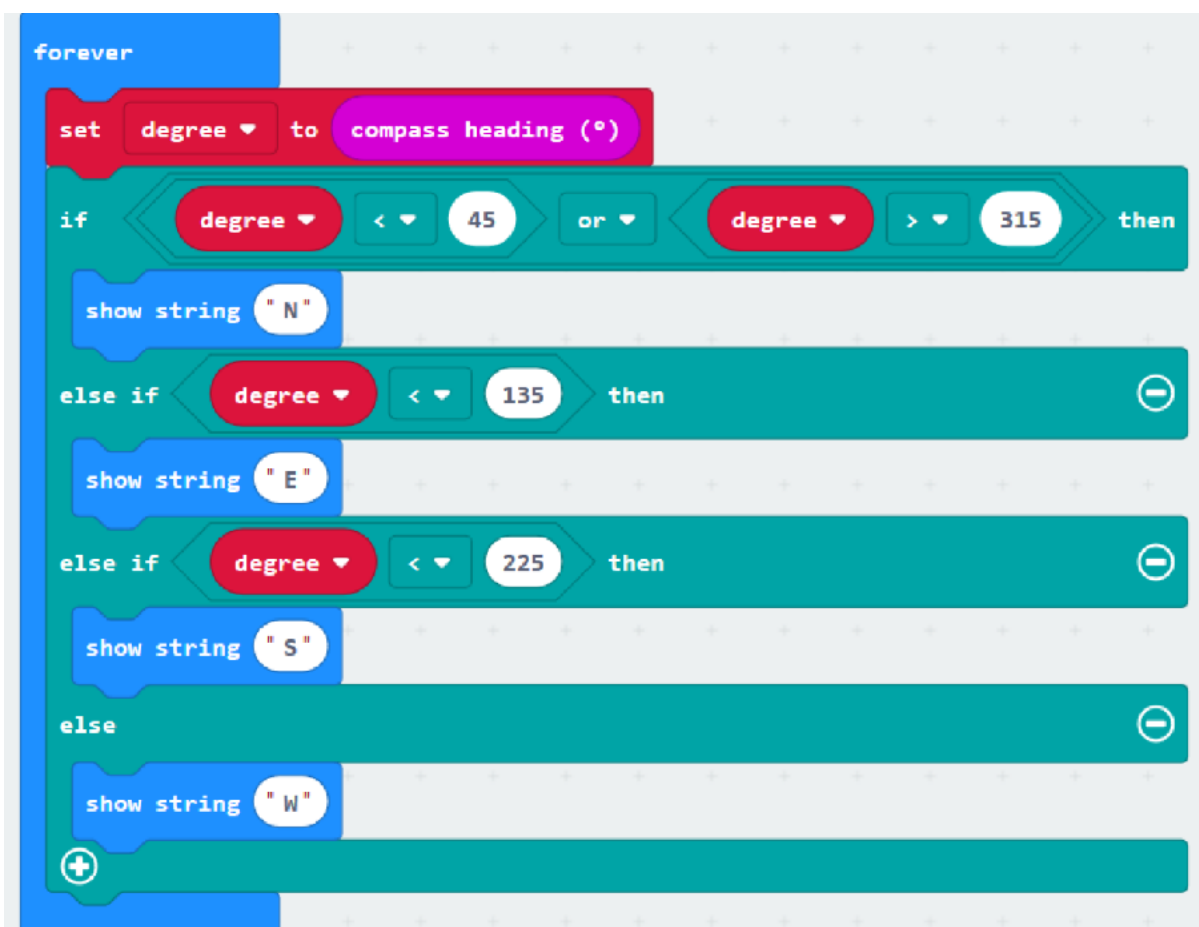 forever
set degree to compass heading (°)
if degree < 45 or degree > 315 then
show string "N"
else if degree < 135 then
show string "E"
else if degree < 225 then
show string "S"
else
show string "W"